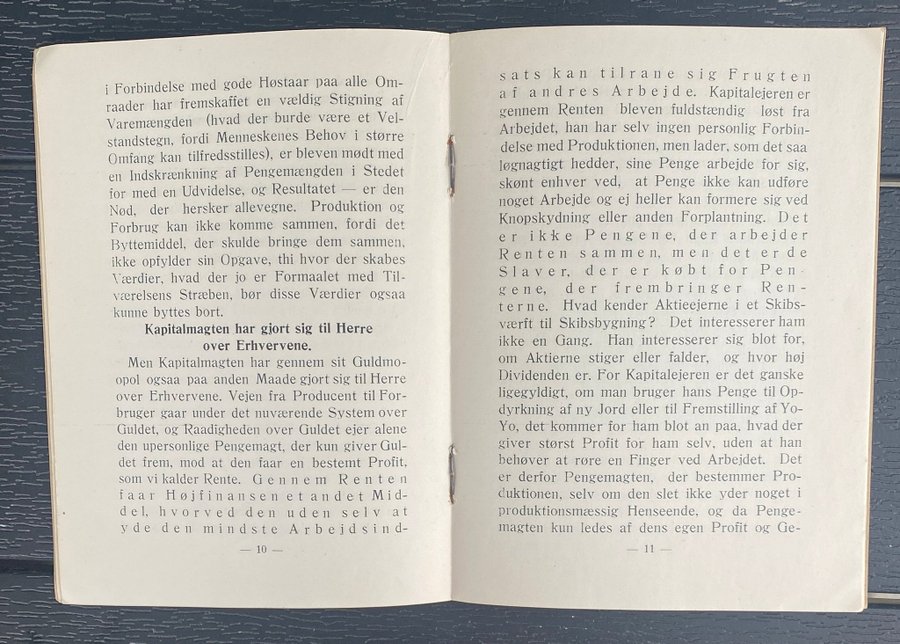 i Forbindelse med gode Høstaar paa alle Om-
raader har fremskaffet en vældig Stigning af
Varemængden (hvad der burde være et Vel-
standstegn, fordi Menneskenes Behov i større
Omfang kan tilfredsstilles), er bleven mødt med
en Indskrænkning af Pengemængden i Stedet
for med en Udvidelse, og Resultatet — er den
Nød, der hersker allevegne. Produktion og
Forbrug kan ikke komme sammen, fordi det
Byttemiddel, der skulde bringe dem sammen,
ikke opfylder sin Opgave, thi hvor der skabes
Værdier, hvad der jo er Formaalet med Til-
værelsens Stræben, bør disse Værdier ogsaa
kunne byttes bort.
Kapitalmagten har gjort sig til Herre
over Erhvervene.
Men Kapitalmagten har gennem sit Guldmo-
opol ogsaa paa anden Maade gjort sig til Herre
over Erhvervene. Vejen fra Producent til For-
bruger gaar under det nuværende System over
Guldet, og Raadigheden over Guldet ejer alene
den upersonlige Pengemagt, der kun giver Gul-
det frem, mod at den faar en bestemt Profit,
som vi kalder Rente. Gennem Renten
faar Højfinansen et andet Mid-
del, hvorved den uden selv at
yde den mindste Arbejdsind-
— 10 —
sats kan tilrane sig Frugten
af andres Arbejde. Kapitalejeren er
gennem Renten bleven fuldstændig løst fra
Arbejdet, han har selv ingen personlig Forbin-
delse med Produktionen, men lader, som det saa
løgnagtigt hedder, sine Penge arbejde for sig,
skønt enhver ved, at Penge ikke kan udføre
noget Arbejde og ej heller kan formere sig ved
Knopskydning eller anden Forplantning. Det
er ikke Pengene, der arbejder
Renten sammen, men det er de
Slaver, der er købt for Pen-
gene, der frembringer Ren-
terne. Hvad kender Aktieejerne i et Skibs-
værft til Skibsbygning? Det interesserer ham
ikke en Gang. Han interesserer sig blot for,
om Aktierne stiger eller falder, og hvor høj
Dividenden er. For Kapitalejeren er det ganske
ligegyldigt, om man bruger hans Penge til Op-
dyrkning af ny Jord eller til Fremstilling af Yo-
Yo, det kommer for ham blot an paa, hvad der
giver størst Profit for ham selv, uden at han
behøver at røre en Finger ved Arbejdet. Det
er derfor Pengemagten, der bestemmer Pro-
duktionen, selv om den slet ikke yder noget i
produktionsmæssig Henseende, og da Penge-
magten kun ledes af dens egen Profit og Ge-
— 11 —